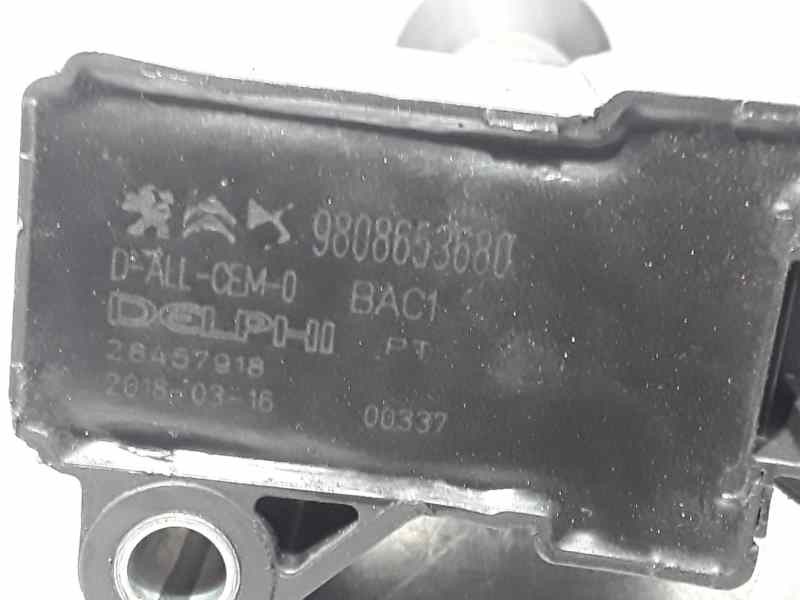 9808653680
D-ALL-CEM-0 BAC1
DELPHI PT
28457918
2018-03-16 00337